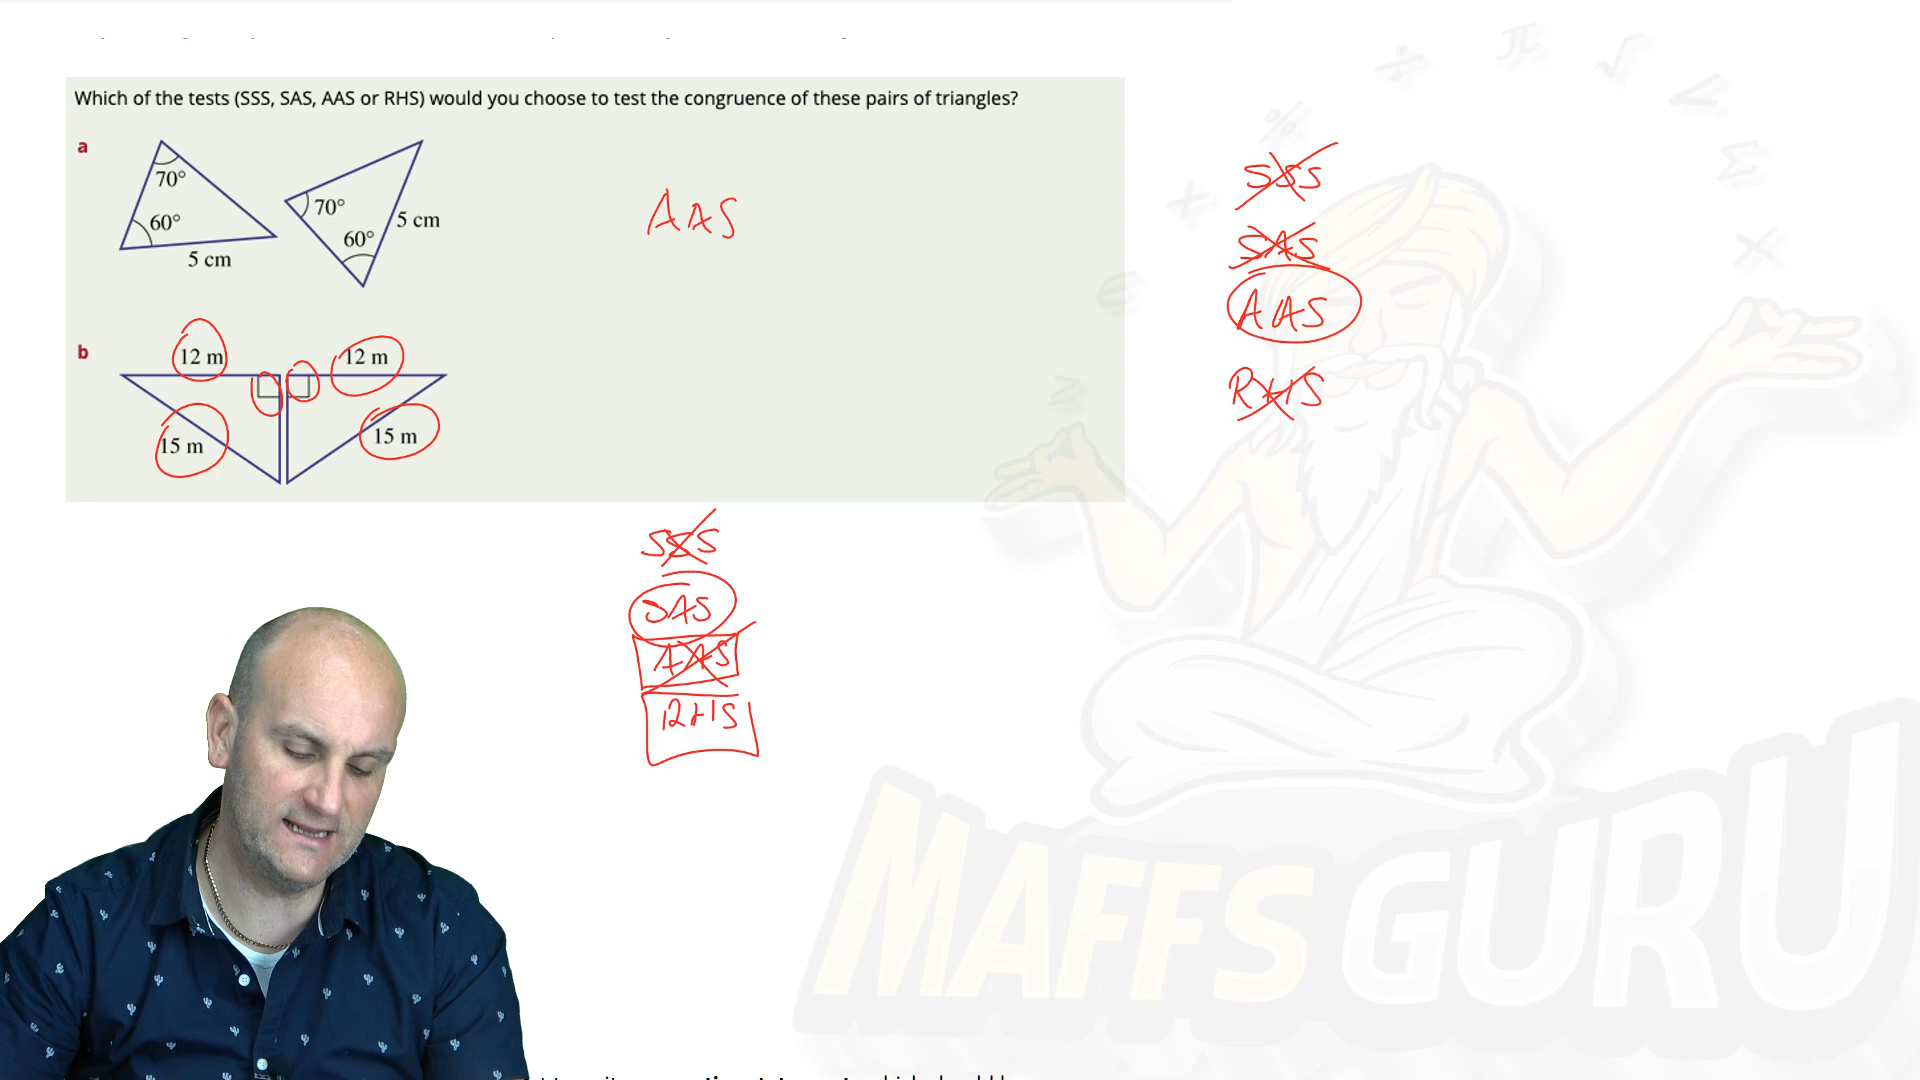 Which of the tests (SSS, SAS, AAS or RHS) would you choose to test the congruence of these pairs of triangles?
a
70°
60°
5 cm
70°
60°
5 cm
AAS
b
12 m
12 m
15 m
15 m
SSS
SAS
AAS
RHS
SSS
SAS
AAS
RHS
÷ π √ ∠
% Σ
× ×
€
MAFFS GURU